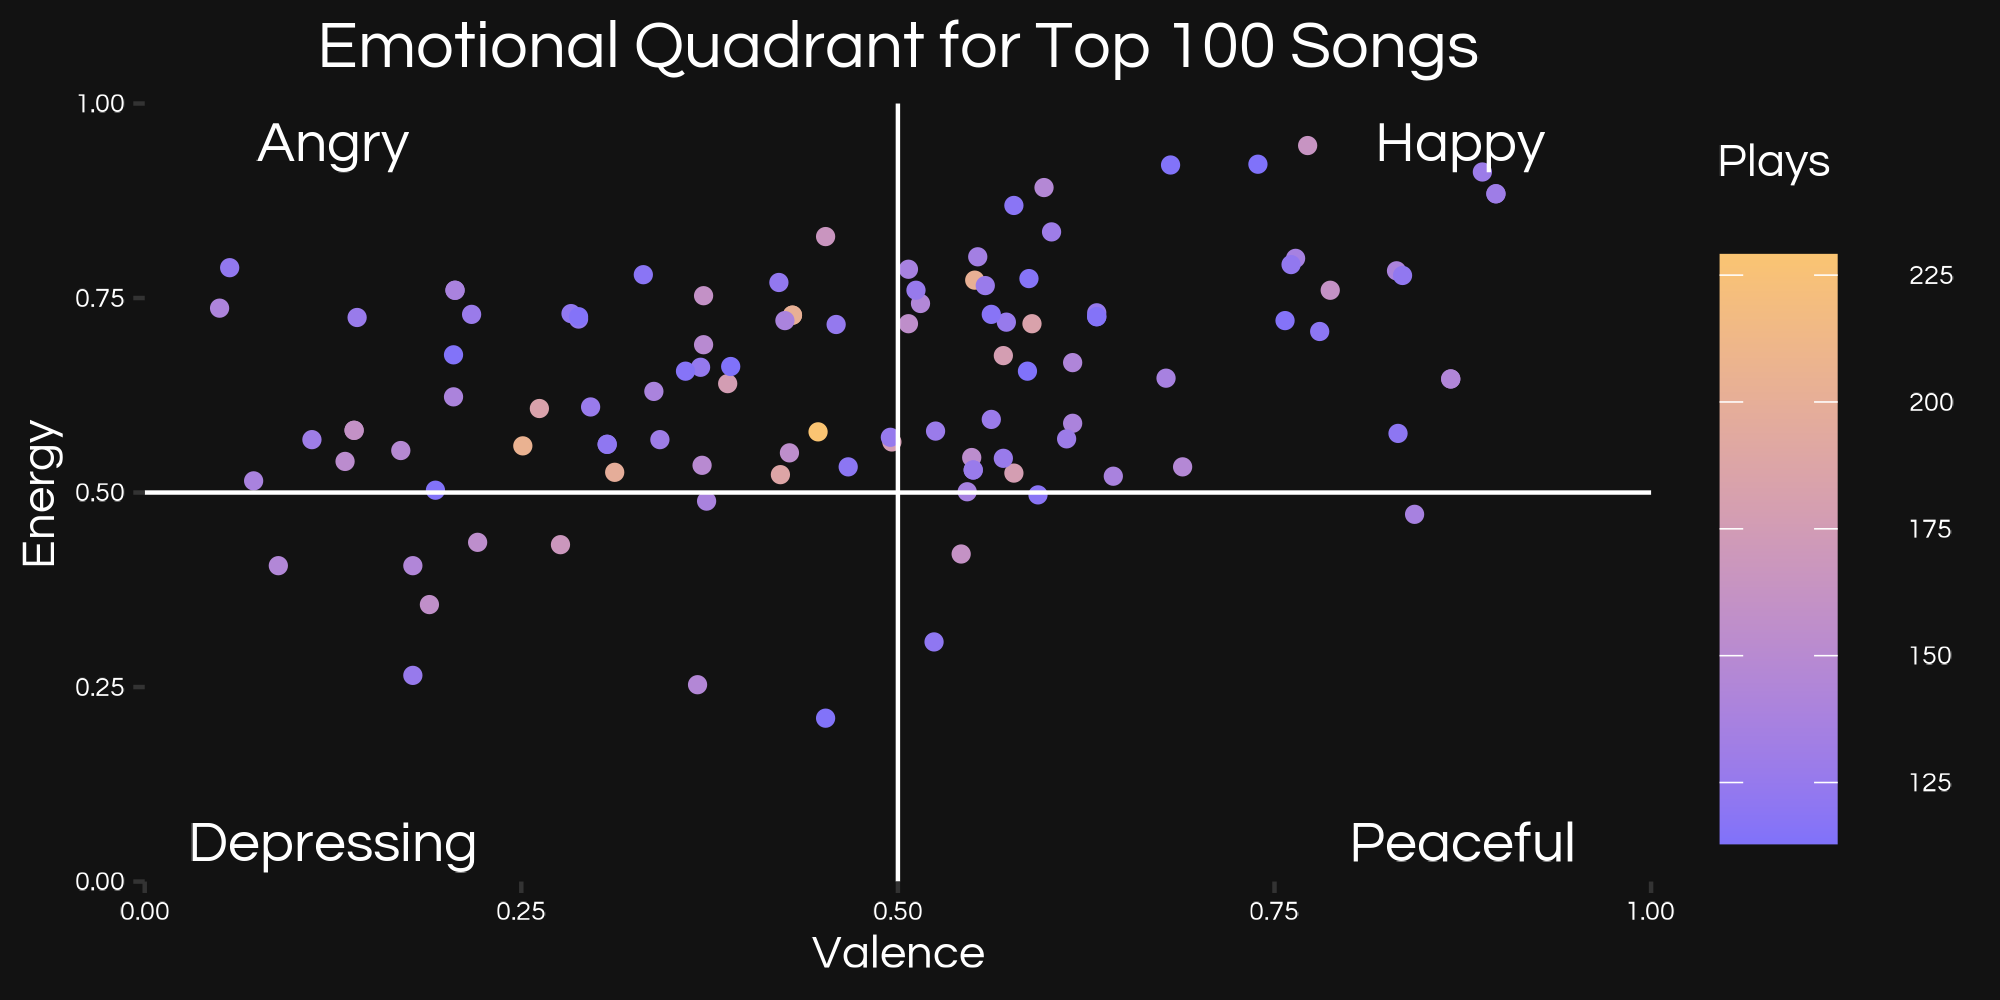 Emotional Quadrant for Top 100 Songs
1.00
Angry
Happy
Plays
225
0.75
200
Energy
0.50
175
150
0.25
125
Depressing
Peaceful
0.00
0.00 0.25 0.50 0.75 1.00
Valence